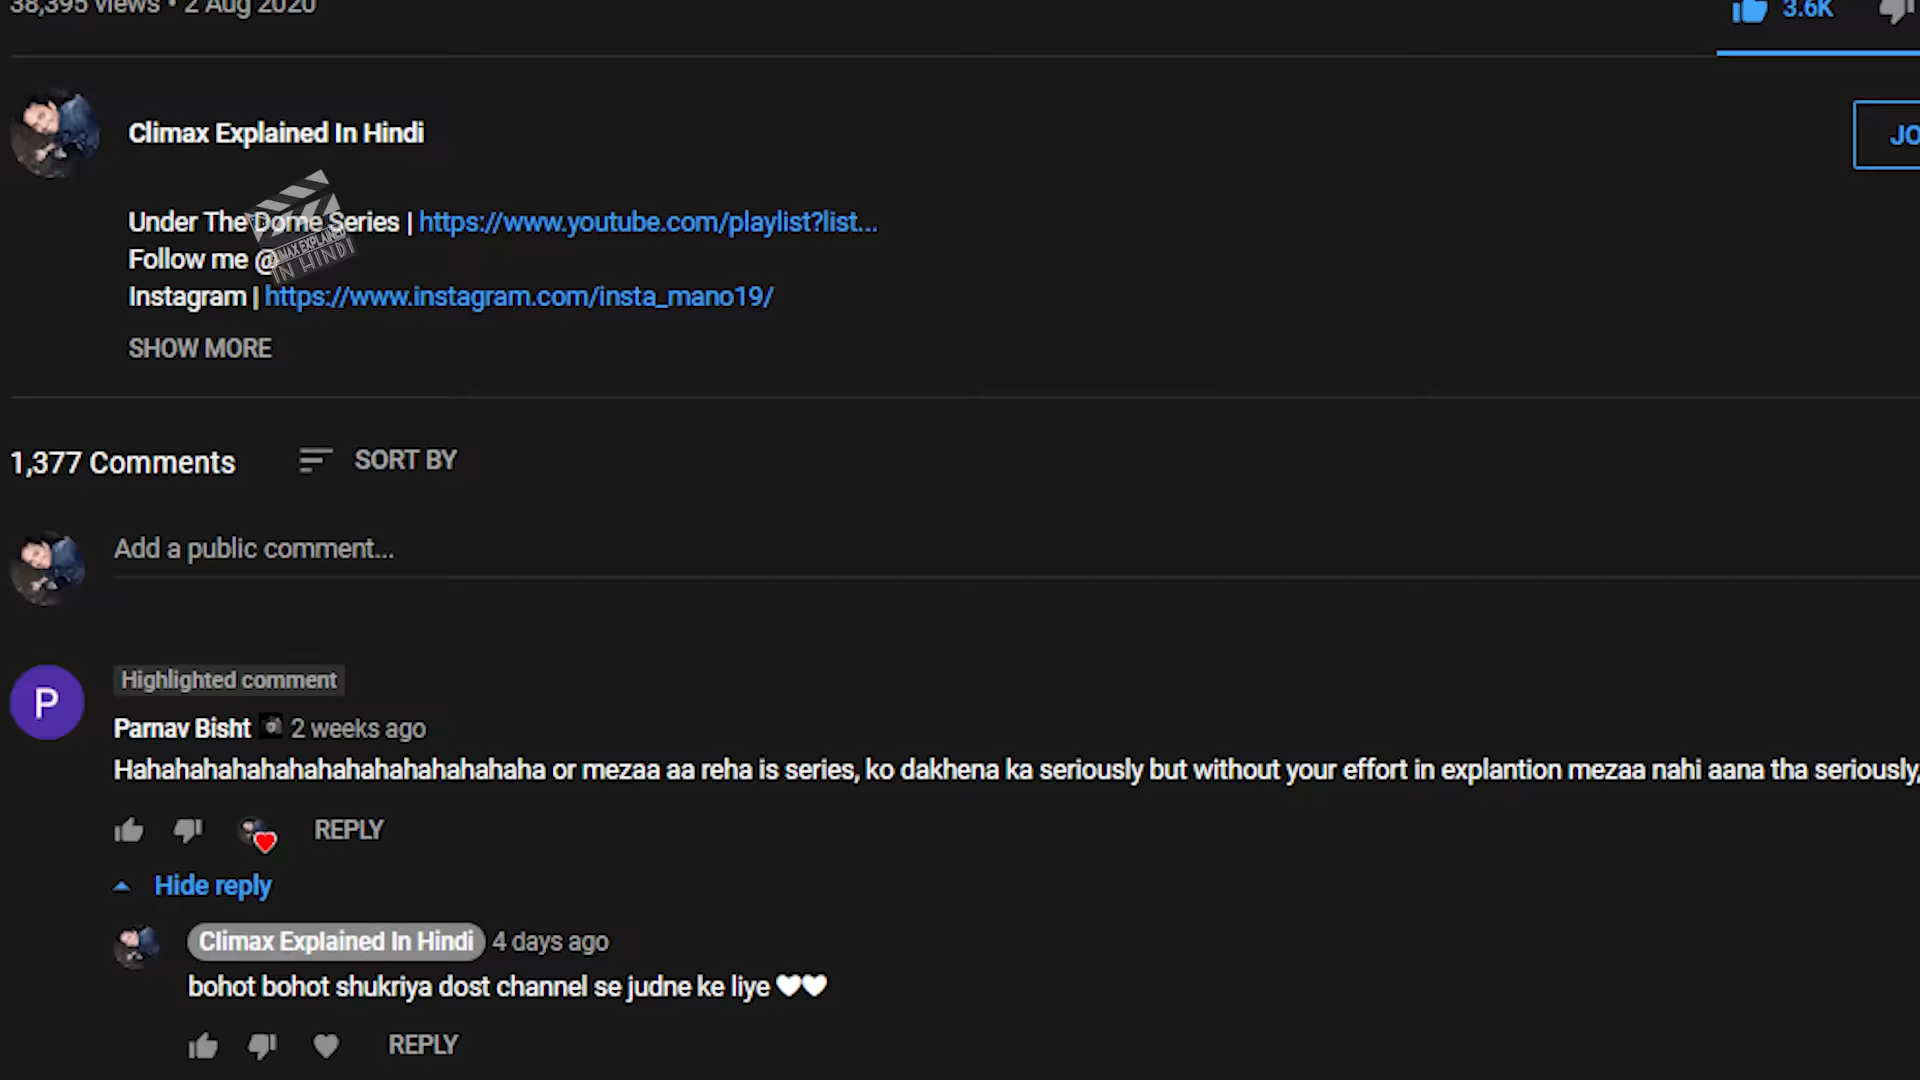 38,395 views • 2 Aug 2020
3.6K
Climax Explained In Hindi
JO
Under The Dome Series | https://www.youtube.com/playlist?list...
Follow me @
Instagram | https://www.instagram.com/insta_mano19/
CLIMAX EXPLAINED
IN HINDI
SHOW MORE
1,377 Comments
SORT BY
Add a public comment...
P
Highlighted comment
Parnav Bisht 2 weeks ago
Hahahahahahahahahahahahahahaha or mezaa aa reha is series, ko dakhena ka seriously but without your effort in explantion mezaa nahi aana tha seriously,
REPLY
Hide reply
Climax Explained In Hindi 4 days ago
bohot bohot shukriya dost channel se judne ke liye 🤍🤍
REPLY